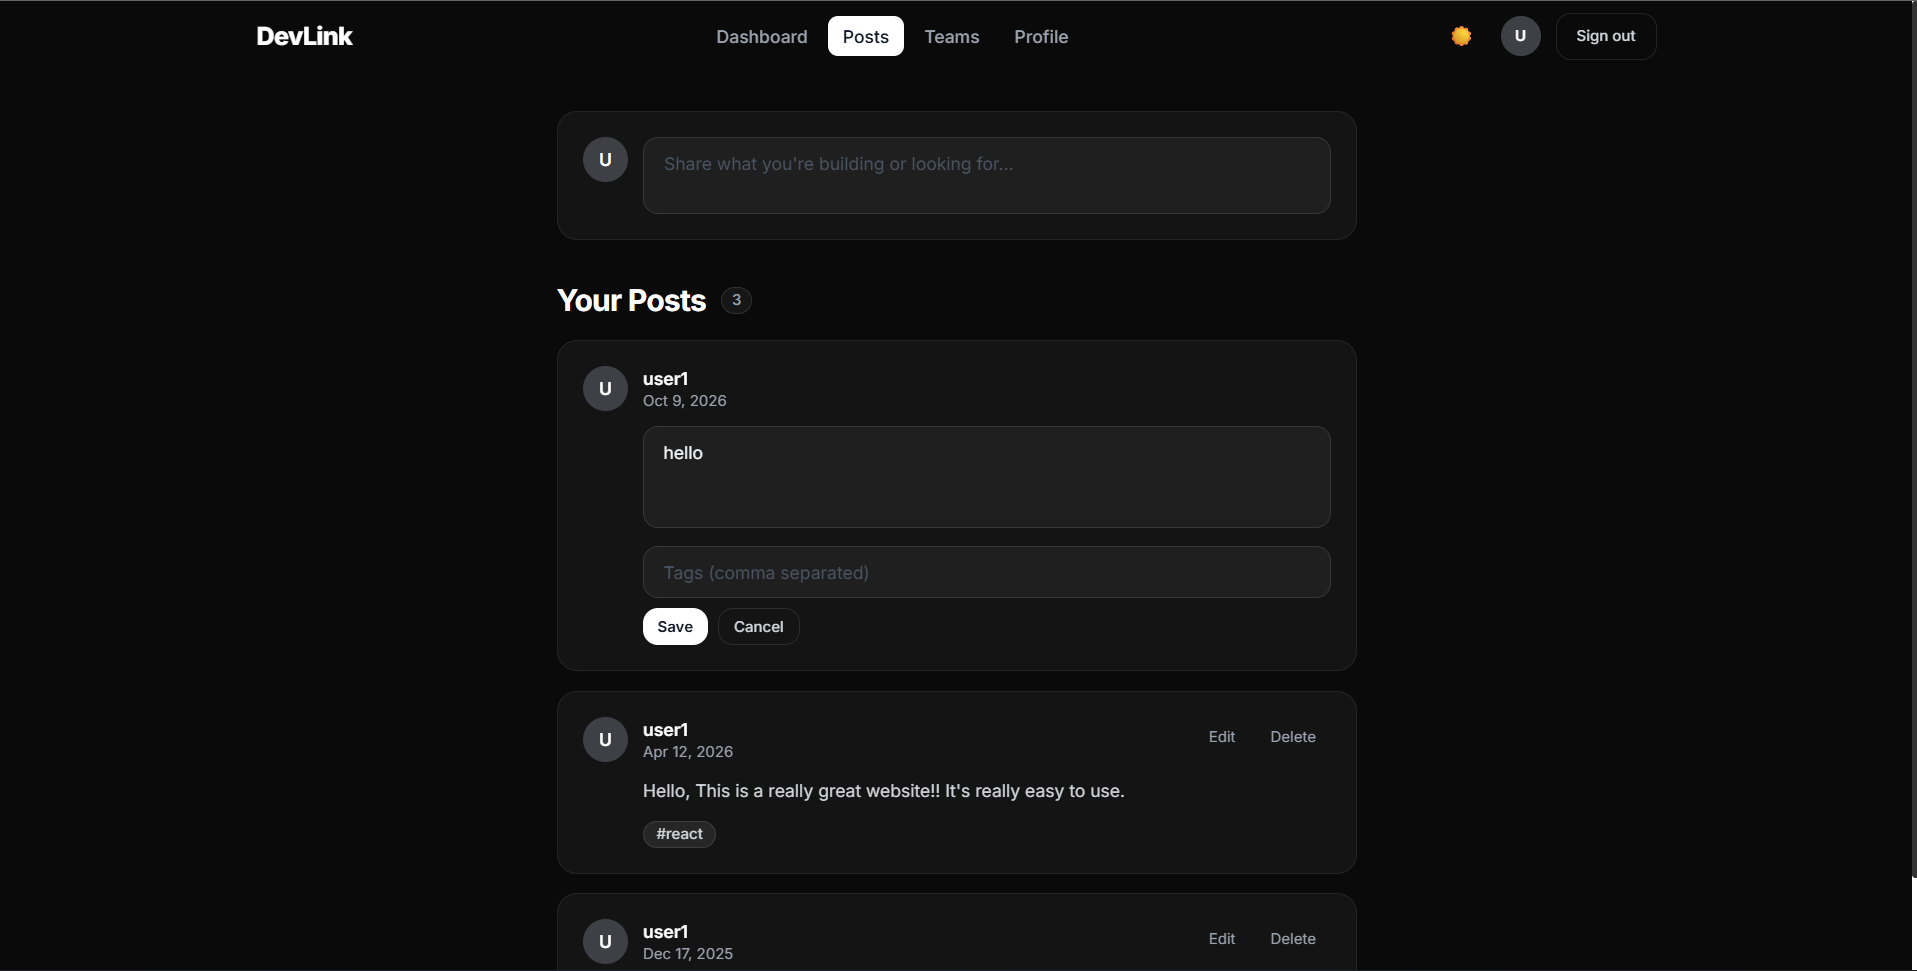 DevLink
Dashboard
Posts
Teams
Profile
U
Sign out
U
Share what you're building or looking for...
Your Posts
3
U
user1
Oct 9, 2026
hello
Tags (comma separated)
Save
Cancel
U
user1
Apr 12, 2026
Edit
Delete
Hello, This is a really great website!! It's really easy to use.
#react
U
user1
Dec 17, 2025
Edit
Delete